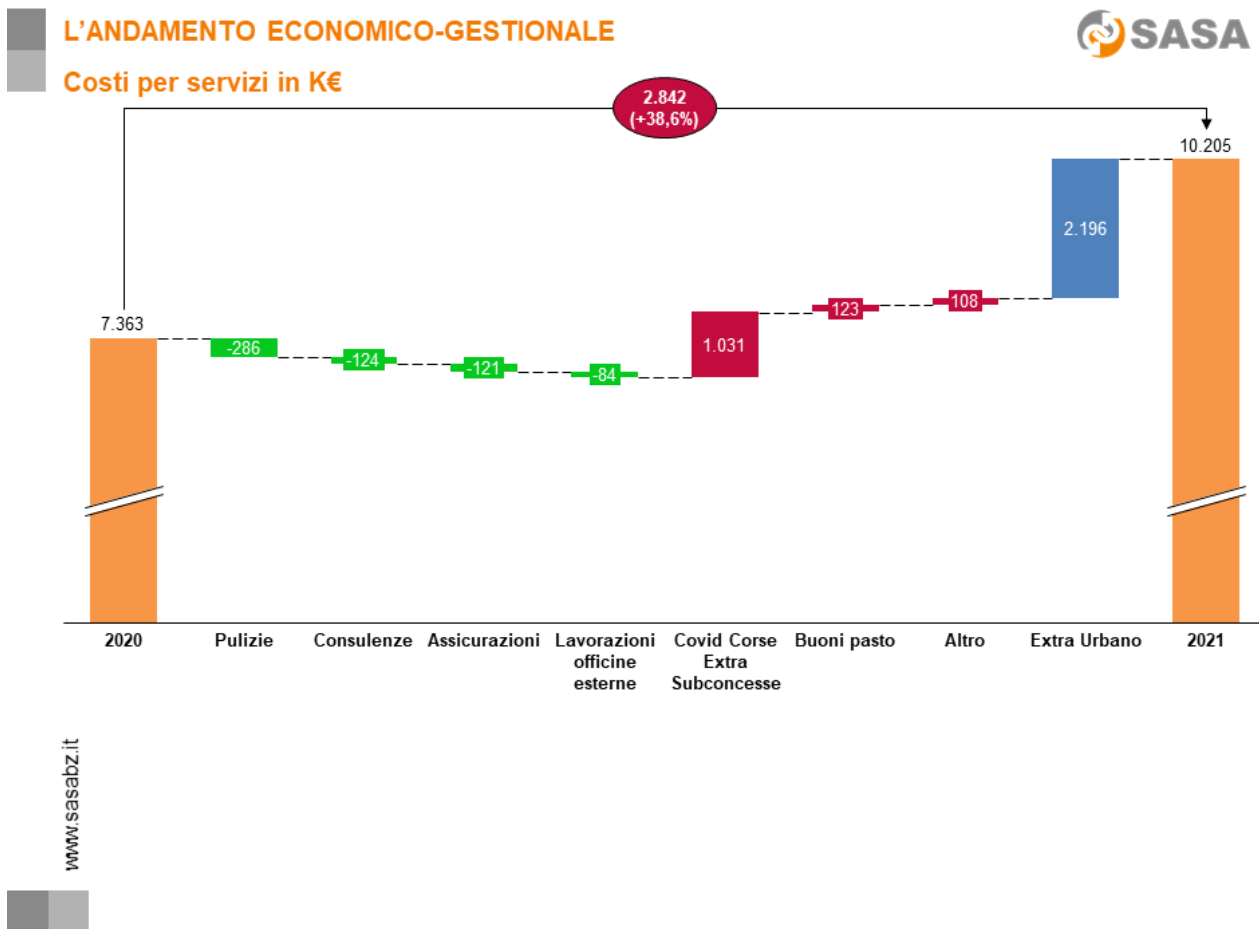 L’ANDAMENTO ECONOMICO-GESTIONALE
SASA
Costi per servizi in K€
2.842
(+38,6%)
10.205
2.196
7.363
-286
-124
-121
-84
1.031
123
108
2020
Pulizie
Consulenze
Assicurazioni
Lavorazioni
officine
esterne
Covid Corse
Extra
Subconcesse
Buoni pasto
Altro
Extra Urbano
2021
www.sasabz.it